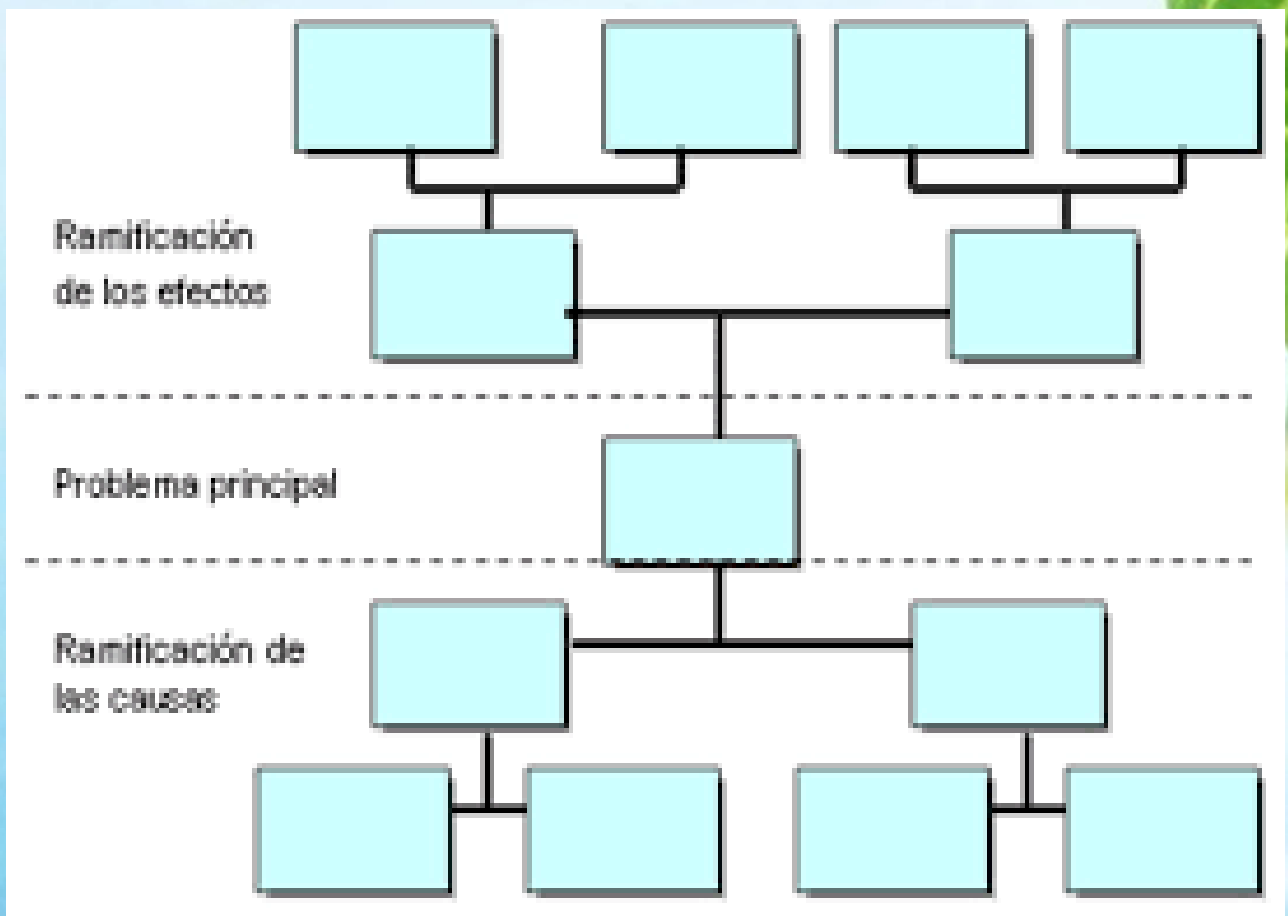 Ramificación
de los efectos
Problema principal
Ramificación de
las causas